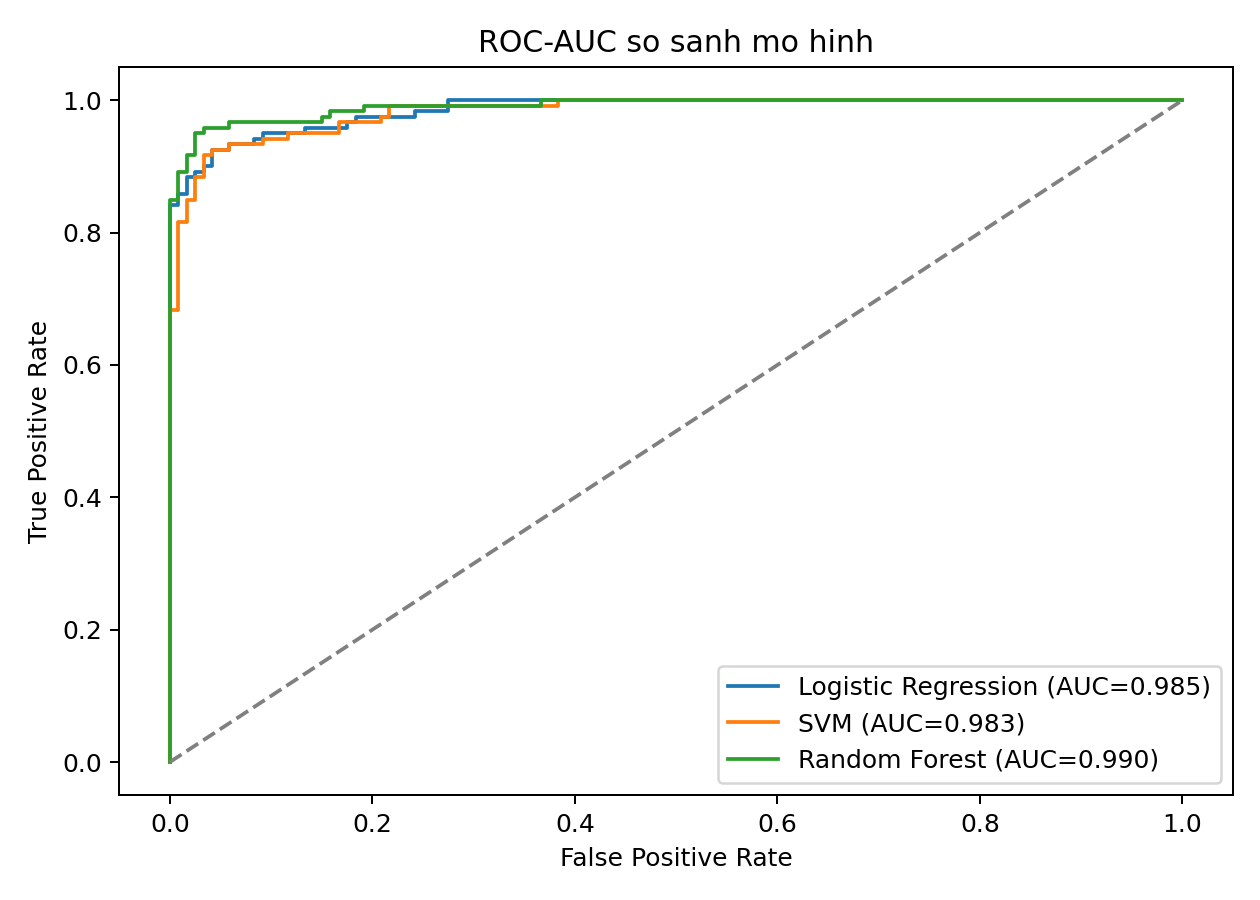 ROC-AUC so sanh mo hinh
True Positive Rate
1.0
0.8
0.6
0.4
0.2
0.0
Logistic Regression (AUC=0.985)
SVM (AUC=0.983)
Random Forest (AUC=0.990)
0.0 0.2 0.4 0.6 0.8 1.0
False Positive Rate